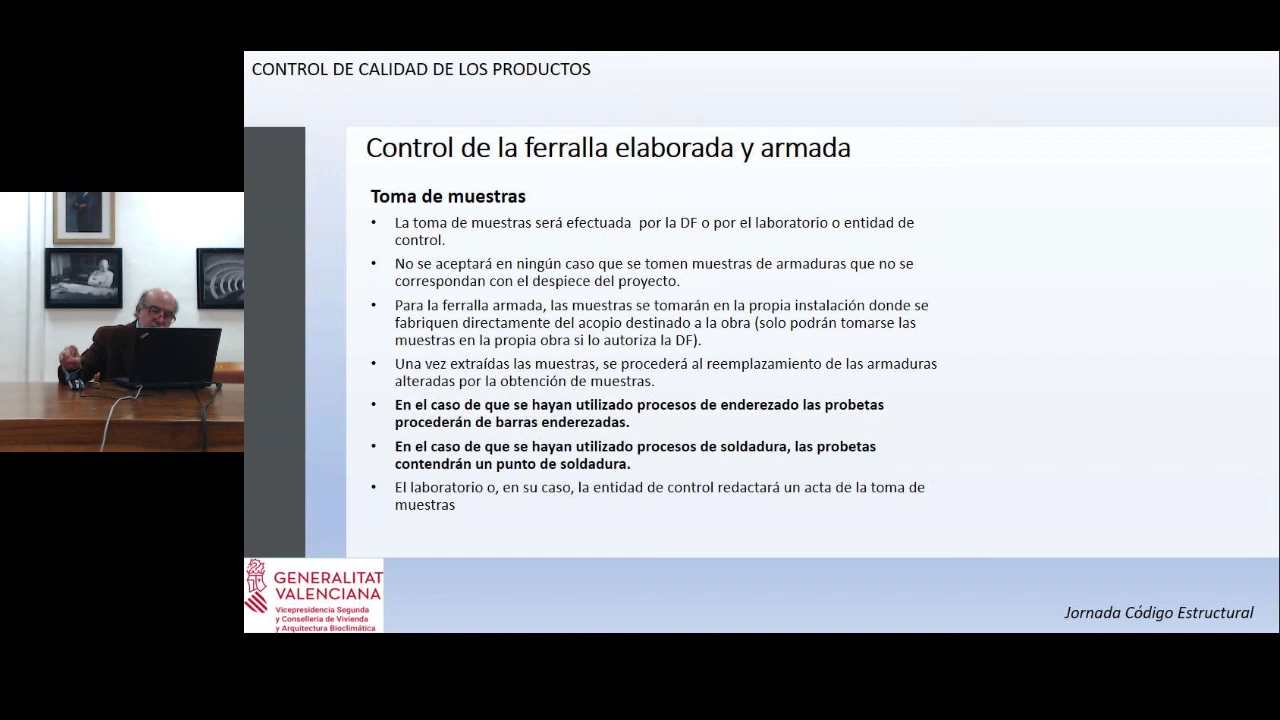 CONTROL DE CALIDAD DE LOS PRODUCTOS
Control de la ferralla elaborada y armada
Toma de muestras
• La toma de muestras será efectuada por la DF o por el laboratorio o entidad de
control.
• No se aceptará en ningún caso que se tomen muestras de armaduras que no se
correspondan con el despiece del proyecto.
• Para la ferralla armada, las muestras se tomarán en la propia instalación donde se
fabriquen directamente del acopio destinado a la obra (solo podrán tomarse las
muestras en la propia obra si lo autoriza la DF).
• Una vez extraídas las muestras, se procederá al reemplazamiento de las armaduras
alteradas por la obtención de muestras.
• En el caso de que se hayan utilizado procesos de enderezado las probetas
procederán de barras enderezadas.
• En el caso de que se hayan utilizado procesos de soldadura, las probetas
contendrán un punto de soldadura.
• El laboratorio o, en su caso, la entidad de control redactará un acta de la toma de
muestras
GENERALITAT
VALENCIANA
Vicepresidencia Segunda
y Conselleria de Vivienda
y Arquitectura Bioclimática
Jornada Código Estructural